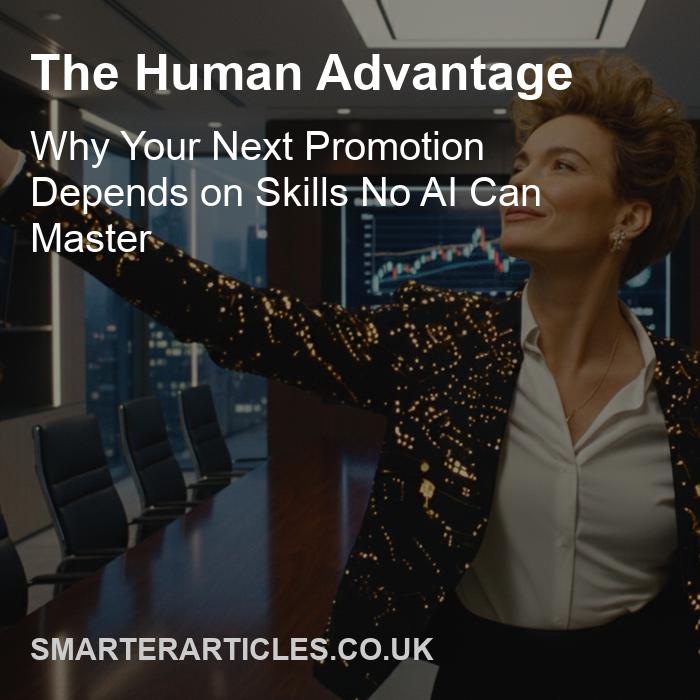 The Human Advantage
Why Your Next Promotion
Depends on Skills No AI Can
Master
SMARTERARTICLES.CO.UK